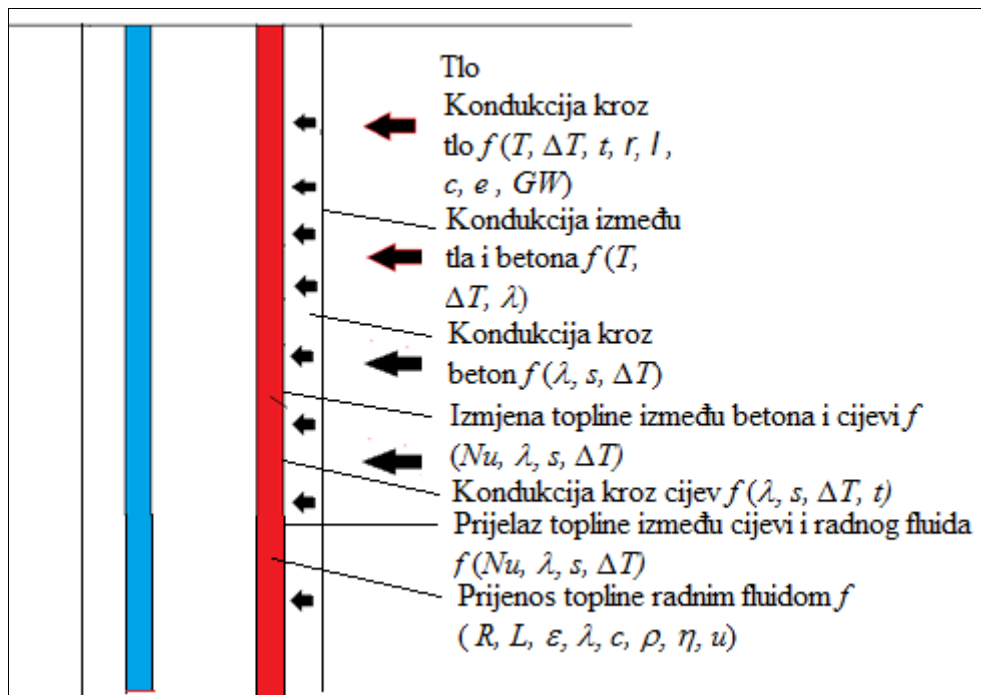 Tlo
Kondukcija kroz
tlo f (T, ΔT, t, r, l ,
c, e , GW)
Kondukcija između
tla i betona f (T,
ΔT, λ)
Kondukcija kroz
beton f (λ, s, ΔT)
Izmjena topline između betona i cijevi f
(Nu, λ, s, ΔT)
Kondukcija kroz cijev f (λ, s, ΔT, t)
Prijelaz topline između cijevi i radnog fluida
f (Nu, λ, s, ΔT)
Prijenos topline radnim fluidom f
( R, L, ε, λ, c, ρ, η, u)